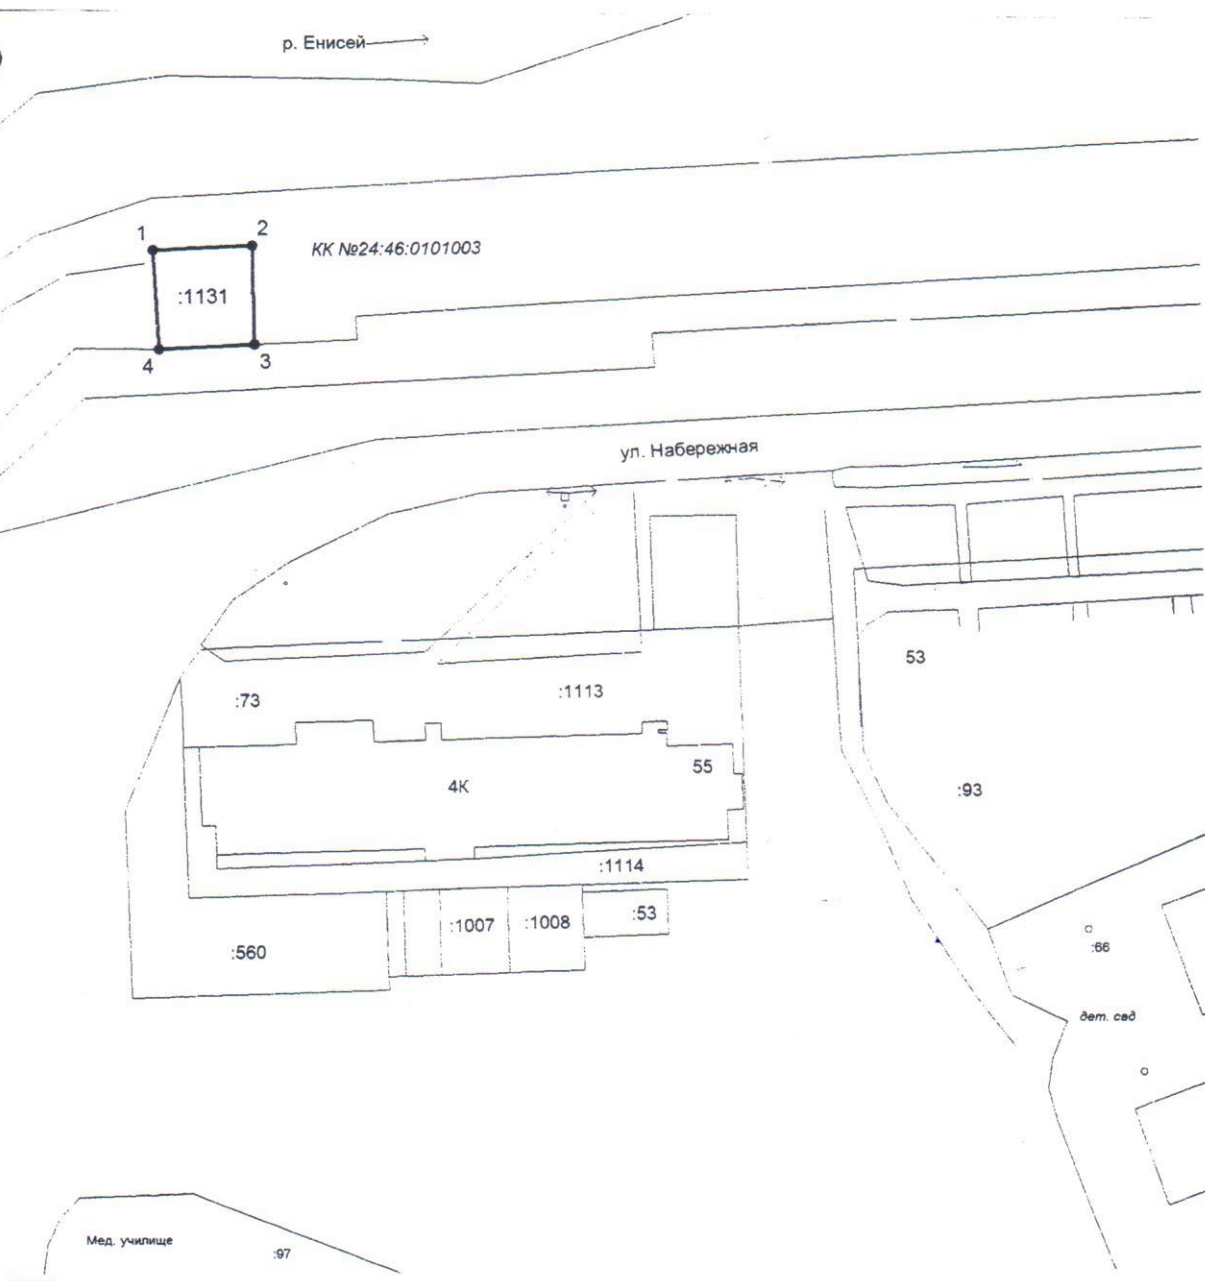 р. Енисей
1
2
КК №24:46:0101003
:1131
4
3
ул. Набережная
53
:73
:1113
55
4К
:93
:1114
:53
:1007
:1008
:560
:66
дет. сад
Мед. училище
:97